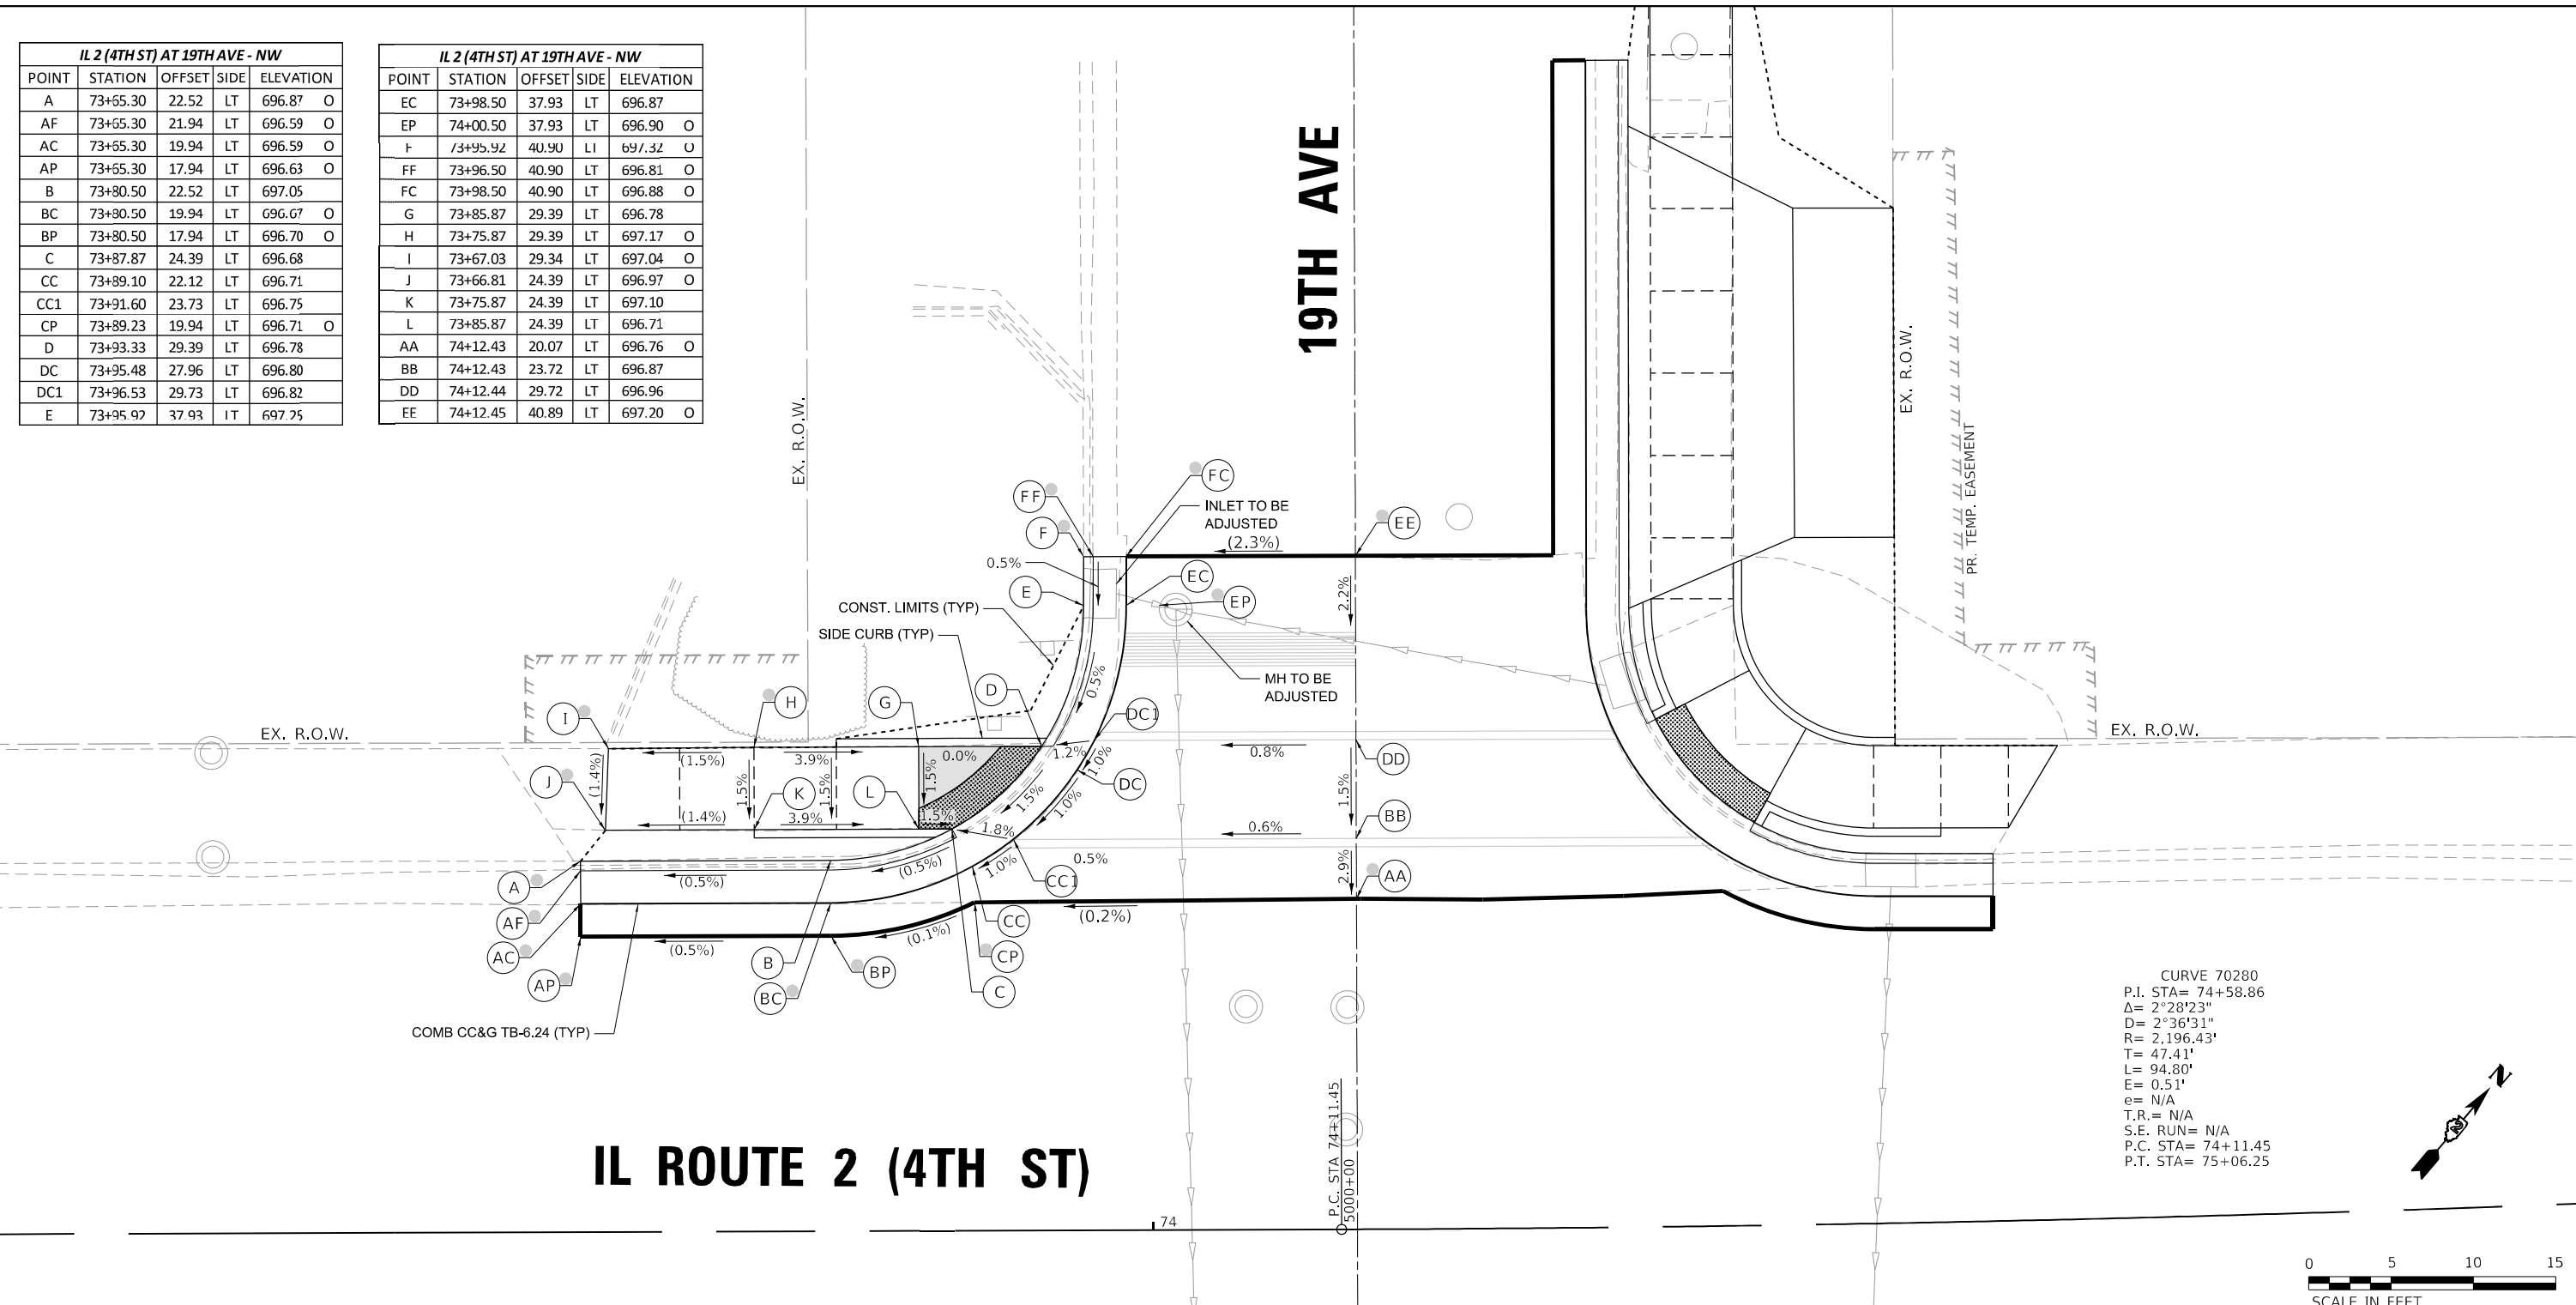 IL 2 (4TH ST) AT 19TH AVE - NW
POINT STATION OFFSET SIDE ELEVATION
A 73+65.30 22.52 LT 696.87 O
AF 73+65.30 21.94 LT 696.59 O
AC 73+65.30 19.94 LT 696.59 O
AP 73+65.30 17.94 LT 696.63 O
B 73+80.50 22.52 LT 697.05
BC 73+80.50 19.94 LT 696.67 O
BP 73+80.50 17.94 LT 696.70 O
C 73+87.87 24.39 LT 696.68
CC 73+89.10 22.12 LT 696.71
CC1 73+91.60 23.73 LT 696.75
CP 73+89.23 19.94 LT 696.71 O
D 73+93.33 29.39 LT 696.78
DC 73+95.48 27.96 LT 696.80
DC1 73+96.53 29.73 LT 696.82
E 73+95.92 37.93 LT 697.25
IL 2 (4TH ST) AT 19TH AVE - NW
POINT STATION OFFSET SIDE ELEVATION
EC 73+98.50 37.93 LT 696.87
EP 74+00.50 37.93 LT 696.90 O
F 73+95.92 40.90 LT 697.32 O
FF 73+96.50 40.90 LT 696.81 O
FC 73+98.50 40.90 LT 696.88 O
G 73+85.87 29.39 LT 696.78
H 73+75.87 29.39 LT 697.17 O
I 73+67.03 29.34 LT 697.04 O
J 73+66.81 24.39 LT 696.97 O
K 73+75.87 24.39 LT 697.10
L 73+85.87 24.39 LT 696.71
AA 74+12.43 20.07 LT 696.76 O
BB 74+12.43 23.72 LT 696.87
DD 74+12.44 29.72 LT 696.96
EE 74+12.45 40.89 LT 697.20 O
19TH AVE
EX. R.O.W.
EX. R.O.W.
PR. TEMP. EASEMENT
FC
FF
INLET TO BE
ADJUSTED
F
EE
(2.3%)
0.5%
EC
E
EP
2.2%
CONST. LIMITS (TYP)
SIDE CURB (TYP)
MH TO BE
ADJUSTED
0.5%
D
H
G
I
DC1
EX. R.O.W.
EX. R.O.W.
(1.5%)
3.9%
0.0%
1.2%
1.0%
0.8%
DD
(1.4%)
J
1.5%
1.5%
1.5%
K
L
DC
1.5%
1.0%
1.5%
BB
(1.4%)
3.9%
1.5%
1.8%
0.6%
0.5%
(0.5%)
1.0%
CC1
2.9%
AA
A
(0.5%)
AF
(0.2%)
CC
(0.1%)
AC
(0.5%)
CP
B
BP
AP
BC
C
COMB CC&G TB-6.24 (TYP)
CURVE 70280
P.I. STA= 74+58.86
Δ= 2°28'23"
D= 2°36'31"
R= 2,196.43'
T= 47.41'
L= 94.80'
E= 0.51'
e= N/A
T.R.= N/A
S.E. RUN= N/A
P.C. STA= 74+11.45
P.T. STA= 75+06.25
N
P.C. STA 74+11.45
5000+00
IL ROUTE 2 (4TH ST)
74
0 5 10 15
SCALE IN FEET